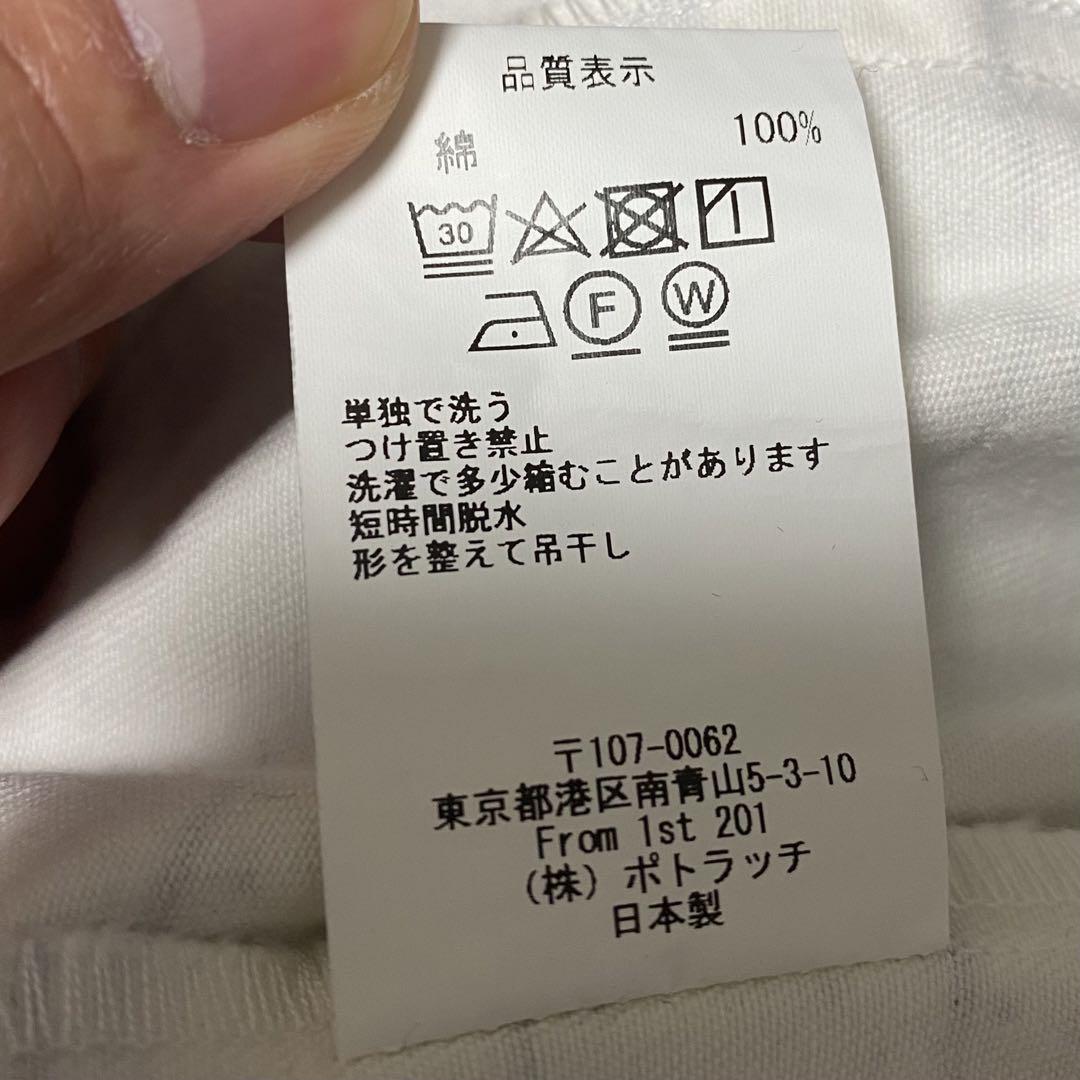 品質表示
綿 100%
30
F W
単独で洗う
つけ置き禁止
洗濯で多少縮むことがあります
短時間脱水
形を整えて吊干し
〒107-0062
東京都港区南青山5-3-10
From 1st 201
(株) ポトラッチ
日本製